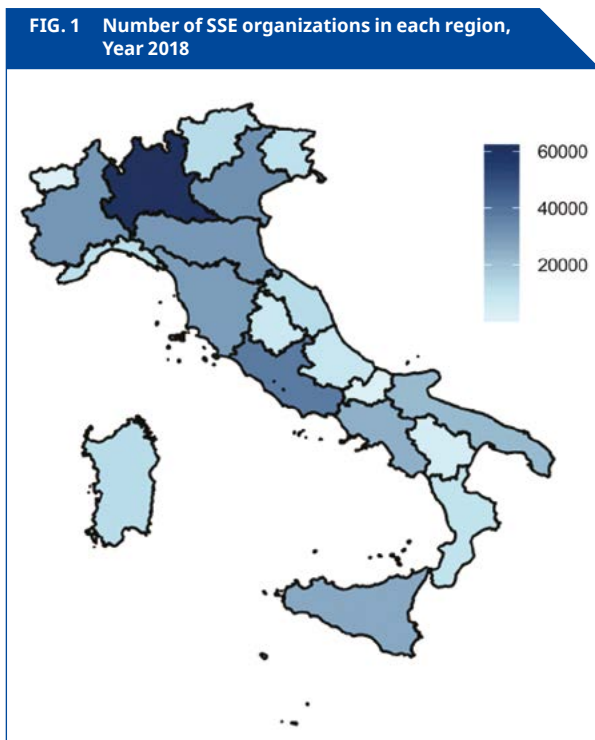 FIG. 1 Number of SSE organizations in each region,
Year 2018
60000
40000
20000